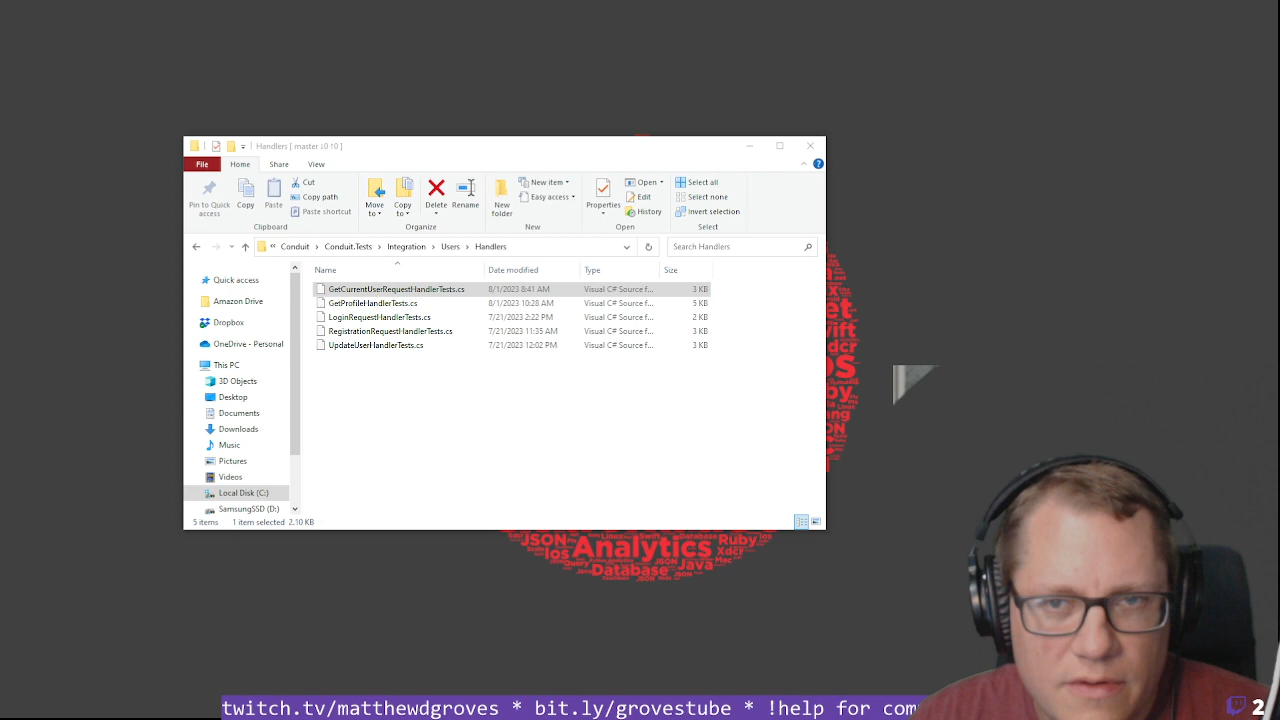 Handlers [ master ↓0 ↑0 ]
File Home Share View
Pin to Quick access
Copy
Paste
Cut
Copy path
Paste shortcut
Clipboard
Move to
Copy to
Delete
Rename
Organize
New folder
New item
Easy access
New
Properties
Open
Edit
History
Open
Select all
Select none
Invert selection
Select
« Conduit > Conduit.Tests > Integration > Users > Handlers
Search Handlers
Name Date modified Type Size
GetCurrentUserRequestHandlerTests.cs 8/1/2023 8:41 AM Visual C# Source f... 3 KB
GetProfileHandlerTests.cs 8/1/2023 10:28 AM Visual C# Source f... 5 KB
LoginRequestHandlerTests.cs 7/21/2023 2:22 PM Visual C# Source f... 2 KB
RegistrationRequestHandlerTests.cs 7/21/2023 11:35 AM Visual C# Source f... 3 KB
UpdateUserHandlerTests.cs 7/21/2023 12:02 PM Visual C# Source f... 3 KB
Quick access
Amazon Drive
Dropbox
OneDrive - Personal
This PC
3D Objects
Desktop
Documents
Downloads
Music
Pictures
Videos
Local Disk (C:)
SamsungSSD (D:)
5 items 1 item selected 2.10 KB
JSON
Ios
Analytics
Database
Java
Ruby
Xdcr
Query
Swift
twitch.tv/matthewdgroves * bit.ly/grovestube * !help for com
2